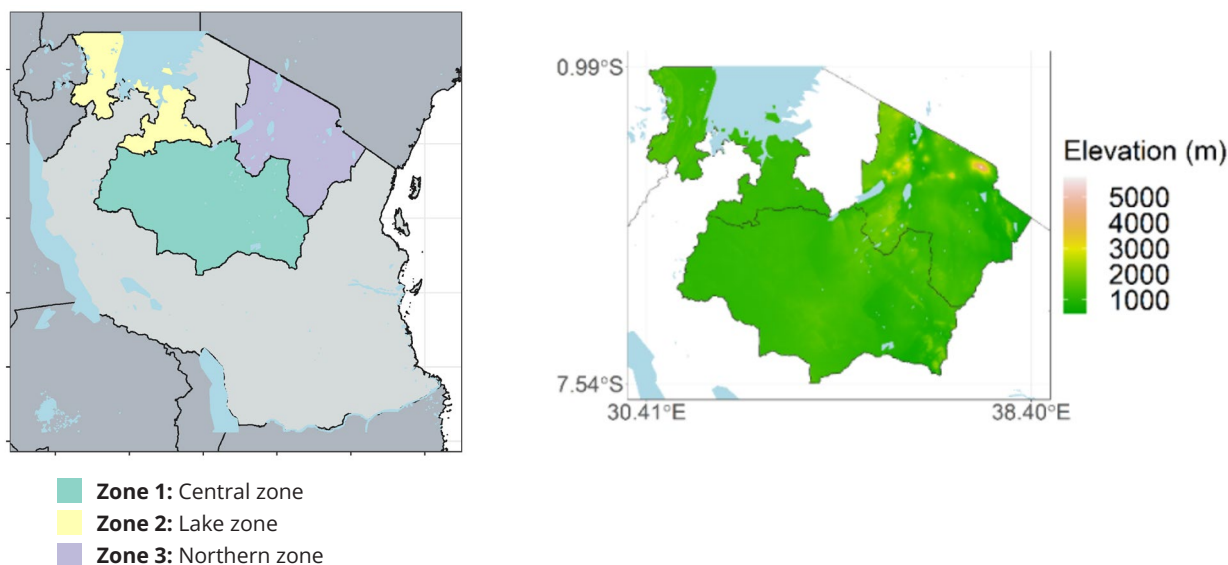 Zone 1: Central zone
Zone 2: Lake zone
Zone 3: Northern zone
0.99°S
7.54°S
30.41°E
38.40°E
Elevation (m)
5000
4000
3000
2000
1000